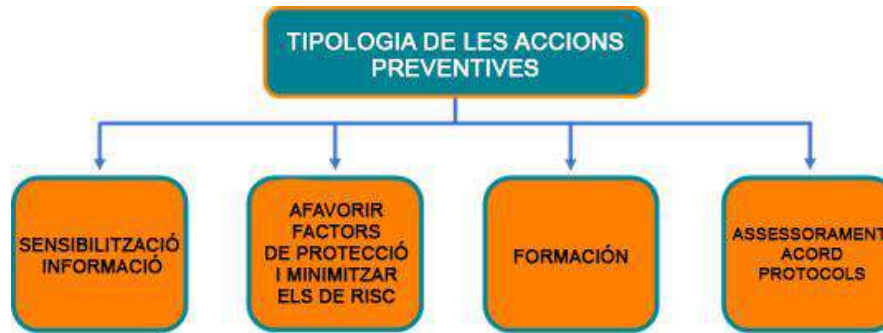 TIPOLOGIA DE LES ACCIONS
PREVENTIVES
SENSIBILITZACIÓ
INFORMACIÓ
AFAVORIR
FACTORS
DE PROTECCIÓ
I MINIMITZAR
ELS DE RISC
FORMACIÓN
ASSESSORAMENT
ACORD
PROTOCOLS